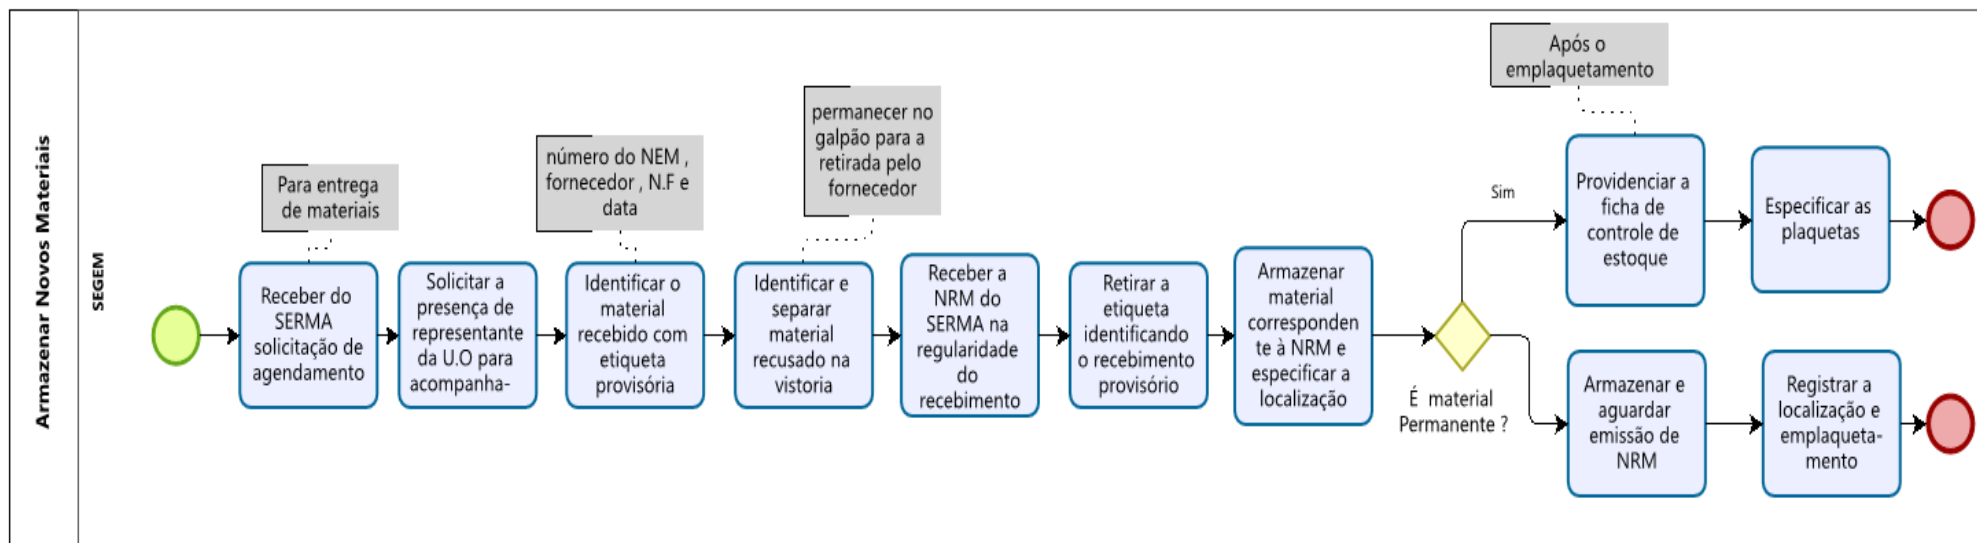 Armazenar Novos Materiais
SEGEM
Para entrega
de materiais
número do NEM ,
fornecedor , N.F e
data
permanecer no
galpão para a
retirada pelo
fornecedor
Após o
emplaquetamento
Receber do
SERMA
solicitação de
agendamento
Solicitar a
presença de
representante
da U.O para
acompanha-
Identificar o
material
recebido com
etiqueta
provisória
Identificar e
separar
material
recusado na
vistoria
Receber a
NRM do
SERMA na
regularidade
do
recebimento
Retirar a
etiqueta
identificando
o recebimento
provisório
Armazenar
material
corresponden
te à NRM e
especificar a
localização
É material
Permanente ?
Sim
Providenciar a
ficha de
controle de
estoque
Especificar as
plaquetas
Armazenar e
aguardar
emissão de
NRM
Registrar a
localização e
emplaqueta-
mento